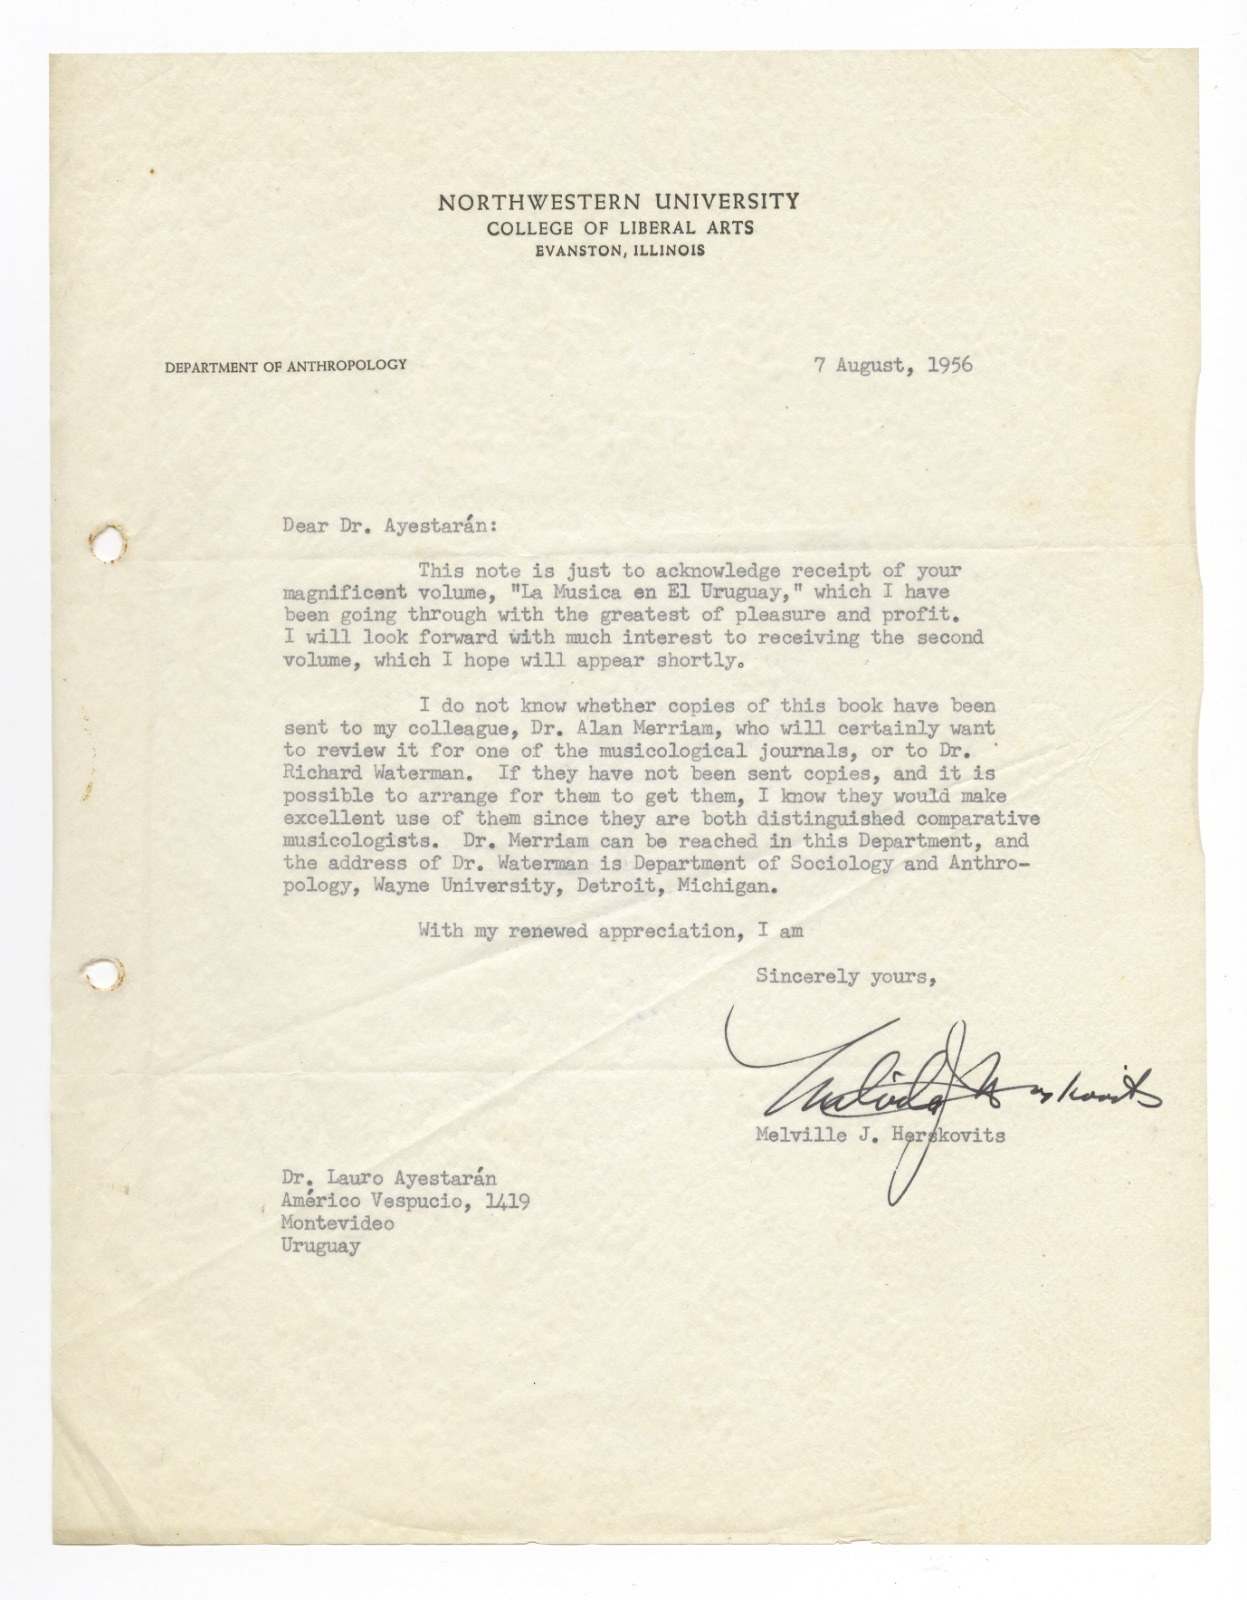 NORTHWESTERN UNIVERSITY
COLLEGE OF LIBERAL ARTS
EVANSTON, ILLINOIS
DEPARTMENT OF ANTHROPOLOGY
7 August, 1956
Dear Dr. Ayestarán:
This note is just to acknowledge receipt of your
magnificent volume, "La Musica en El Uruguay," which I have
been going through with the greatest of pleasure and profit.
I will look forward with much interest to receiving the second
volume, which I hope will appear shortly.
I do not know whether copies of this book have been
sent to my colleague, Dr. Alan Merriam, who will certainly want
to review it for one of the musicological journals, or to Dr.
Richard Waterman. If they have not been sent copies, and it is
possible to arrange for them to get them, I know they would make
excellent use of them since they are both distinguished comparative
musicologists. Dr. Merriam can be reached in this Department, and
the address of Dr. Waterman is Department of Sociology and Anthro-
pology, Wayne University, Detroit, Michigan.
With my renewed appreciation, I am
Sincerely yours,
Melville J. Herskovits
Melville J. Herskovits
Dr. Lauro Ayestarán
Américo Vespucio, 1419
Montevideo
Uruguay